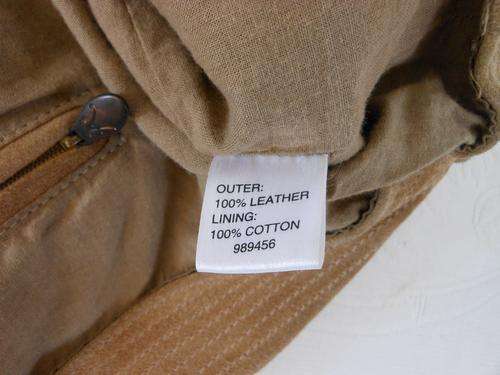 OUTER:
100% LEATHER
LINING:
100% COTTON
989456